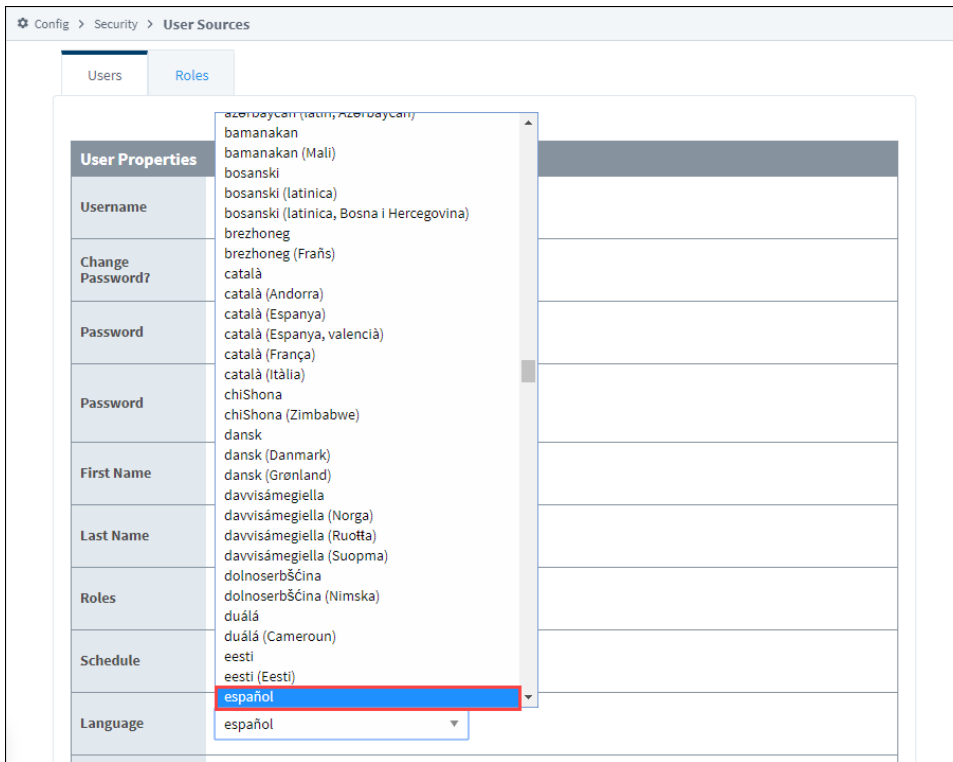 Config > Security > User Sources
Users Roles
azərbaycan (latın, Azərbaycan)
bamanakan
bamanakan (Mali)
bosanski
bosanski (latinica)
bosanski (latinica, Bosna i Hercegovina)
brezhoneg
brezhoneg (Frañs)
català
català (Andorra)
català (Espanya)
català (Espanya, valencià)
català (França)
català (Itàlia)
chiShona
chiShona (Zimbabwe)
dansk
dansk (Danmark)
dansk (Grønland)
davvisámegiella
davvisámegiella (Norga)
davvisámegiella (Ruoŧŧa)
davvisámegiella (Suopma)
dolnoserbšćina
dolnoserbšćina (Nimska)
duálá
duálá (Cameroun)
eesti
eesti (Eesti)
español
User Properties
Username
Change
Password?
Password
Password
First Name
Last Name
Roles
Schedule
Language español